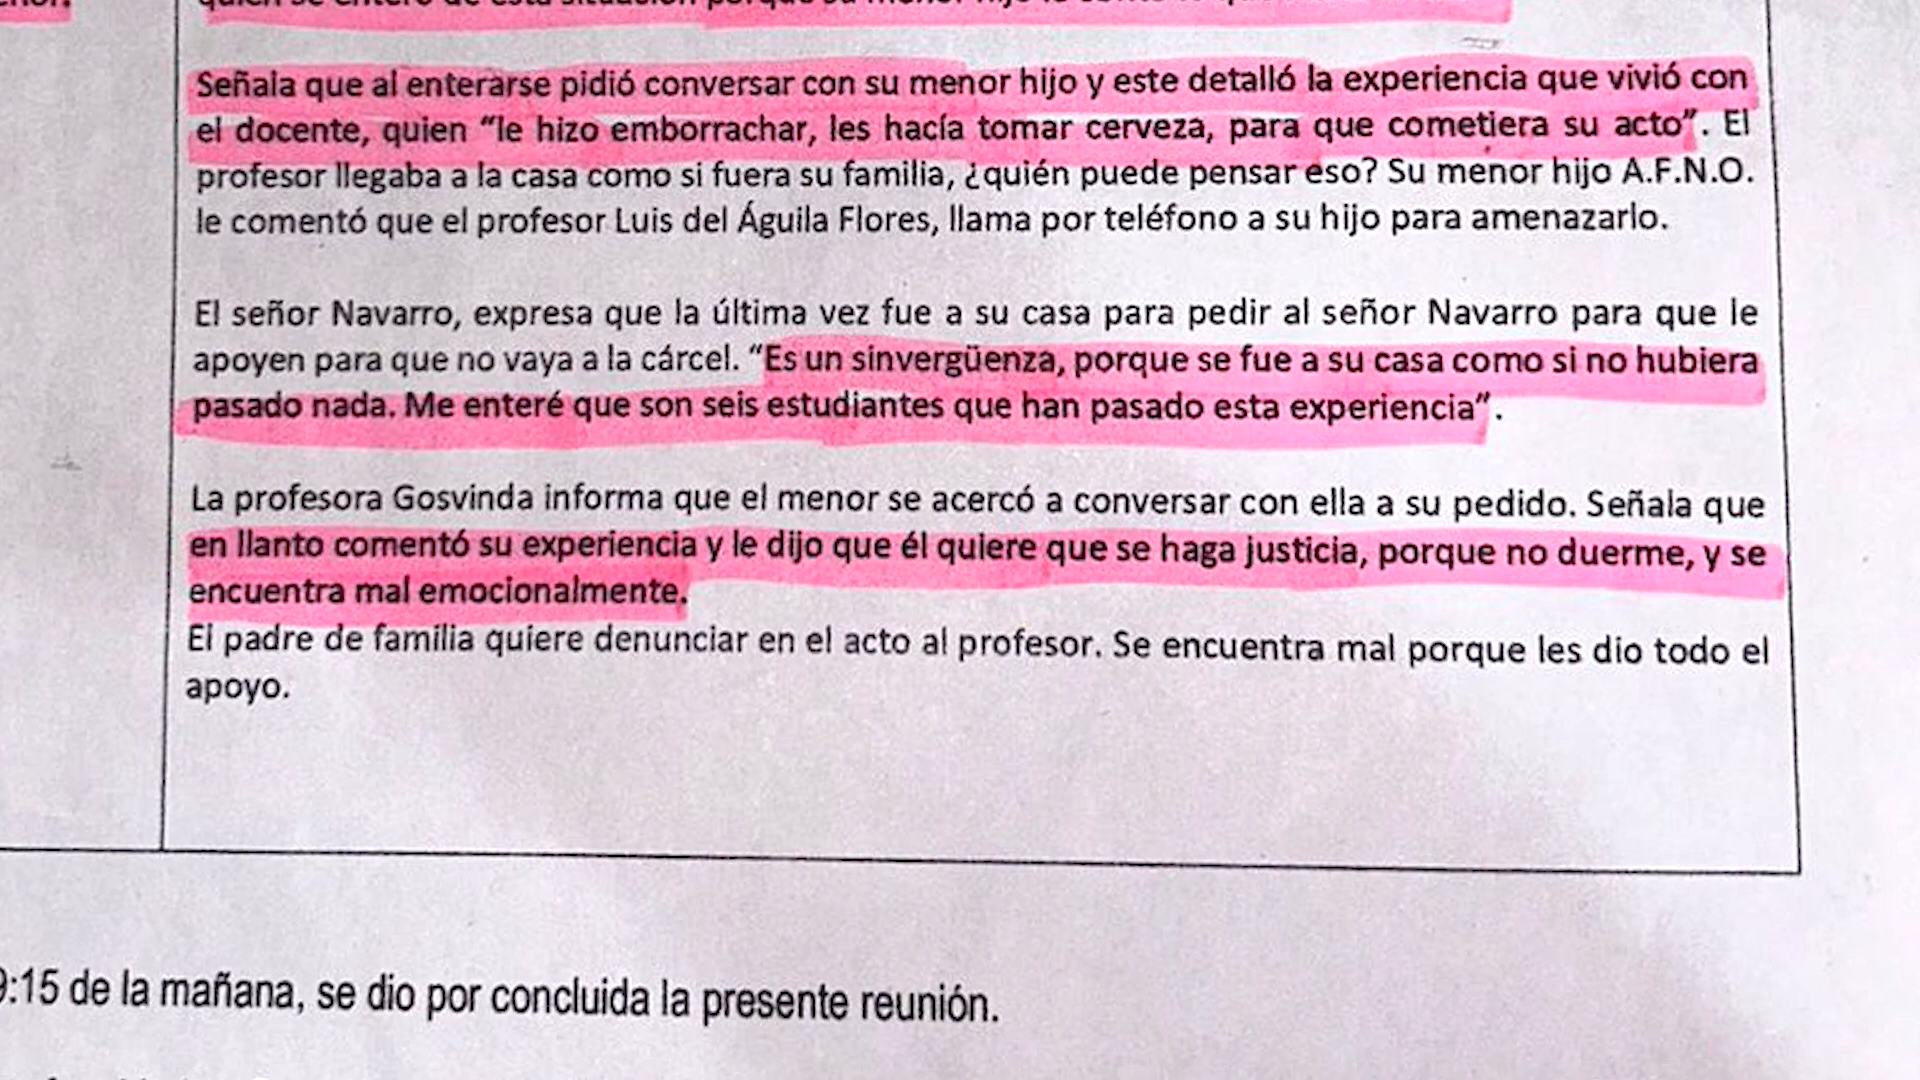 Señala que al enterarse pidió conversar con su menor hijo y este detalló la experiencia que vivió con
el docente, quien “le hizo emborrachar, les hacía tomar cerveza, para que cometiera su acto”. El
profesor llegaba a la casa como si fuera su familia, ¿quién puede pensar eso? Su menor hijo A.F.N.O.
le comentó que el profesor Luis del Águila Flores, llama por teléfono a su hijo para amenazarlo.
El señor Navarro, expresa que la última vez fue a su casa para pedir al señor Navarro para que le
apoyen para que no vaya a la cárcel. “Es un sinvergüenza, porque se fue a su casa como si no hubiera
pasado nada. Me enteré que son seis estudiantes que han pasado esta experiencia”.
La profesora Gosvinda informa que el menor se acercó a conversar con ella a su pedido. Señala que
en llanto comentó su experiencia y le dijo que él quiere que se haga justicia, porque no duerme, y se
encuentra mal emocionalmente.
El padre de familia quiere denunciar en el acto al profesor. Se encuentra mal porque les dio todo el
apoyo.
9:15 de la mañana, se dio por concluida la presente reunión.